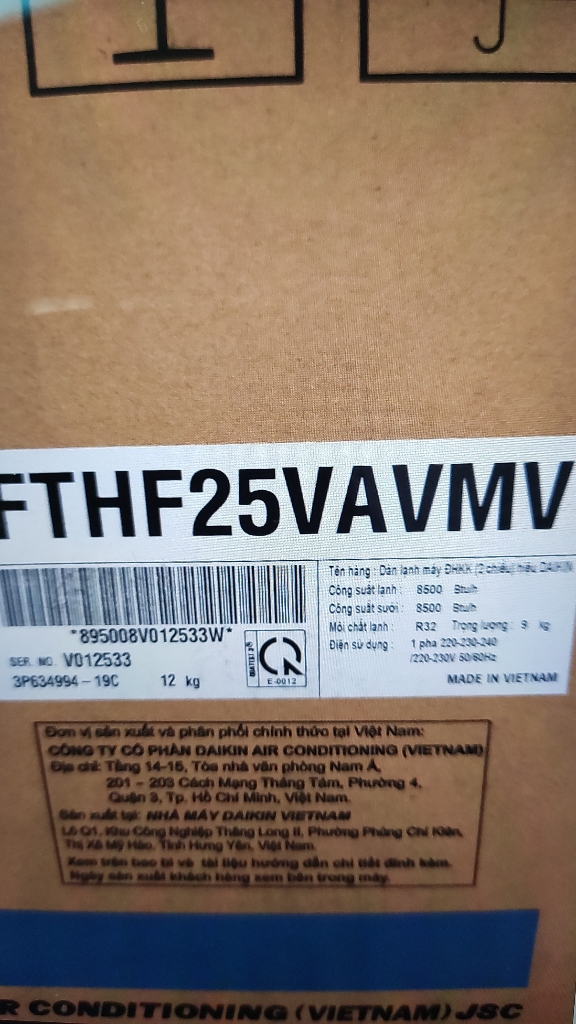 FTHF25VAVMV
*895008V012533W*
SER. NO. V012533
3P634994-19C 12 kg
E-0012
Tên hàng : Dàn lạnh máy ĐHKK (2 chiều) hiệu DAIKIN
Công suất lạnh : 8500 Btu/h
Công suất sưởi : 8500 Btu/h
Môi chất lạnh : R32 Trọng lượng : 9 kg
Điện sử dụng : 1 pha 220-230-240
/220-230V 50/60Hz
MADE IN VIETNAM
Đơn vị sản xuất và phân phối chính thức tại Việt Nam:
CÔNG TY CỔ PHẦN DAIKIN AIR CONDITIONING (VIETNAM)
Địa chỉ: Tầng 14-15, Tòa nhà văn phòng Nam Á,
201 - 203 Cách Mạng Tháng Tám, Phường 4,
Quận 3, Tp. Hồ Chí Minh, Việt Nam.
Sản xuất tại: NHÀ MÁY DAIKIN VIETNAM
Lô O1, Khu Công Nghiệp Thăng Long II, Phường Phùng Chí Kiên,
Thị Xã Mỹ Hào, Tỉnh Hưng Yên, Việt Nam
Xem trên bao bì và tài liệu hướng dẫn chi tiết đính kèm.
Ngày sản xuất khách hàng xem bên trong máy.
R CONDITIONING (VIETNAM) JSC